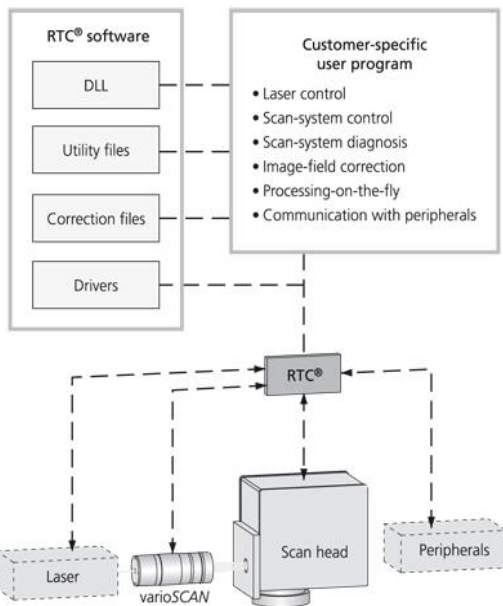 RTC® software
DLL
Utility files
Correction files
Drivers
Customer-specific
user program
• Laser control
• Scan-system control
• Scan-system diagnosis
• Image-field correction
• Processing-on-the-fly
• Communication with peripherals
RTC®
Laser
varioSCAN
Scan head
Peripherals